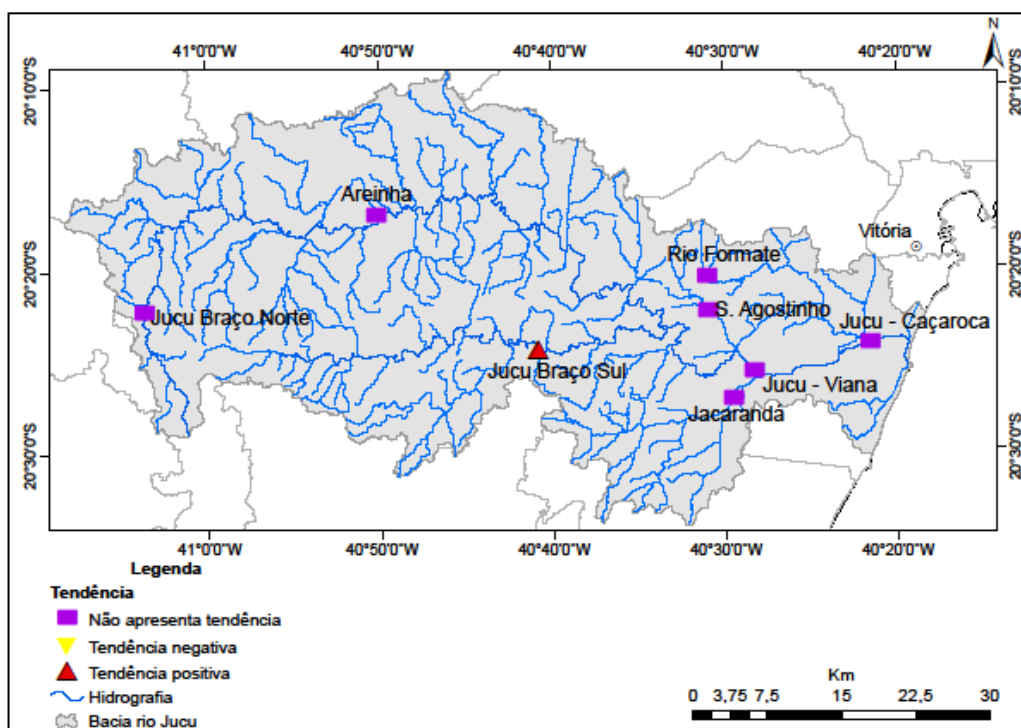 N
41°0'0"W 40°50'0"W 40°40'0"W 40°30'0"W 40°20'0"W
20°10'0"S 20°10'0"S
Areinha
Vitória
Rio Formate
20°20'0"S 20°20'0"S
Jucu Braço Norte
S. Agostinho
Jucu - Caçaroca
Jucu Braço Sul
Jucu - Viana
Jacarandá
20°30'0"S 20°30'0"S
41°0'0"W 40°50'0"W 40°40'0"W 40°30'0"W 40°20'0"W
Legenda
Tendência
Não apresenta tendência
Tendência negativa
Tendência positiva
Hidrografia
Bacia rio Jucu
Km
0 3,75 7,5 15 22,5 30